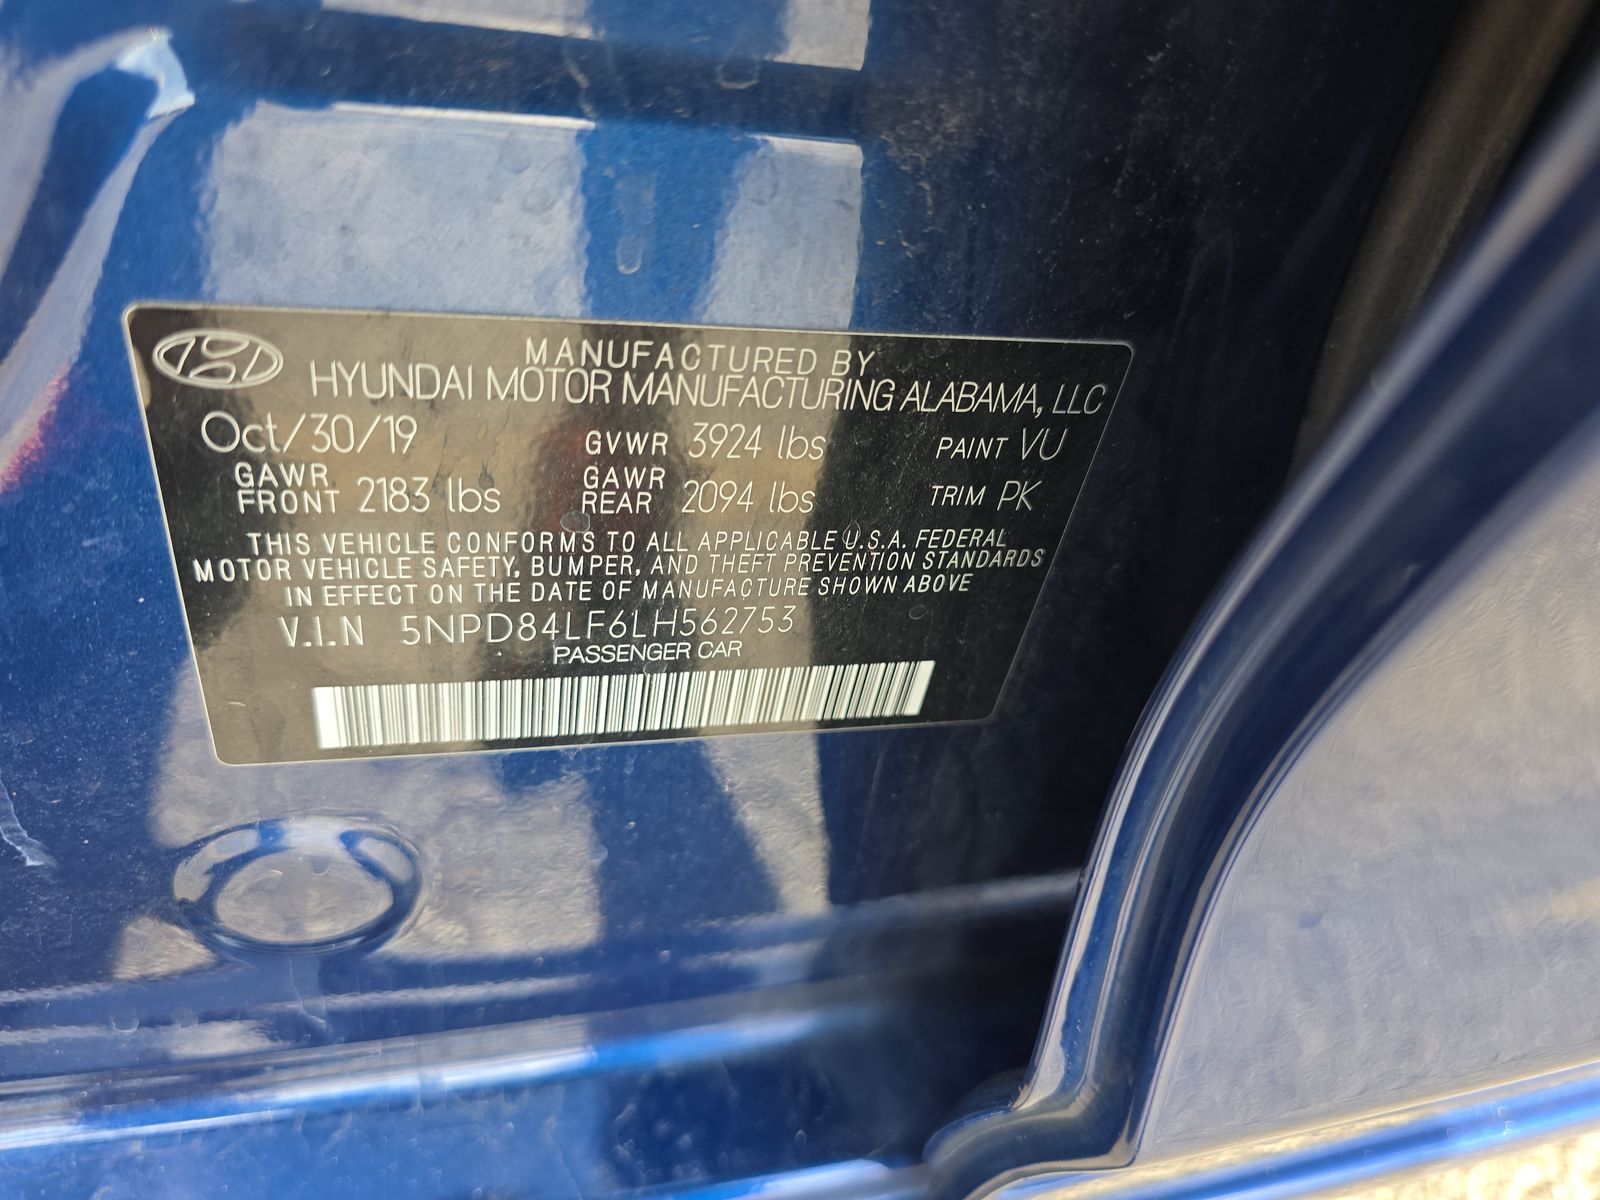 MANUFACTURED BY
HYUNDAI MOTOR MANUFACTURING ALABAMA, LLC
Oct/30/19 GVWR 3924 lbs PAINT VU
GAWR FRONT 2183 lbs GAWR REAR 2094 lbs TRIM PK
THIS VEHICLE CONFORMS TO ALL APPLICABLE U.S.A. FEDERAL
MOTOR VEHICLE SAFETY, BUMPER, AND THEFT PREVENTION STANDARDS
IN EFFECT ON THE DATE OF MANUFACTURE SHOWN ABOVE
V.I.N 5NPD84LF6LH562753
PASSENGER CAR